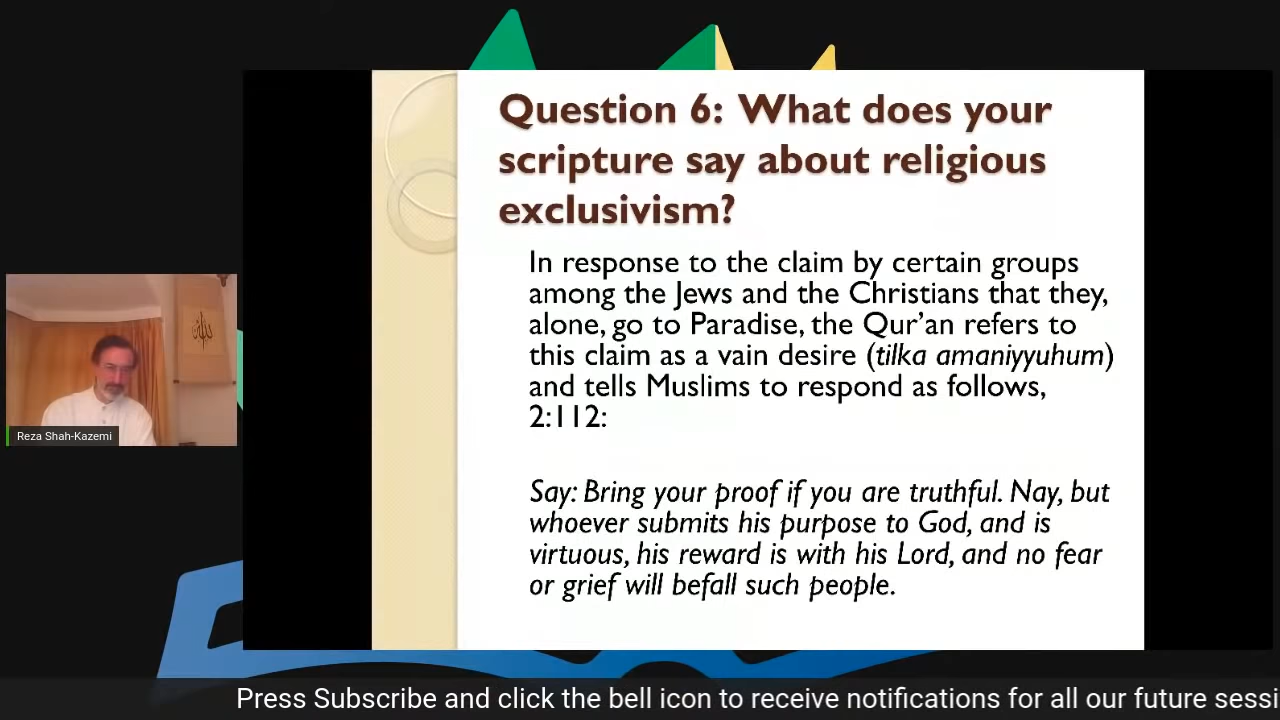 Question 6: What does your
scripture say about religious
exclusivism?
In response to the claim by certain groups
among the Jews and the Christians that they,
alone, go to Paradise, the Qur’an refers to
this claim as a vain desire (tilka amaniyyuhum)
and tells Muslims to respond as follows,
2:112:
Say: Bring your proof if you are truthful. Nay, but
whoever submits his purpose to God, and is
virtuous, his reward is with his Lord, and no fear
or grief will befall such people.
Reza Shah-Kazemi
Press Subscribe and click the bell icon to receive notifications for all our future sessi